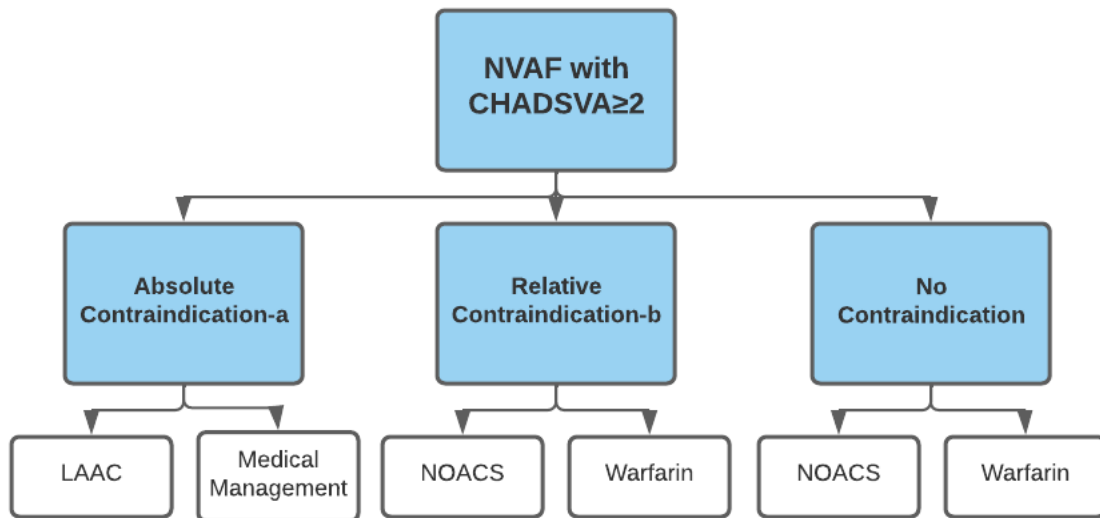 NVAF with
CHADSVA≥2
Absolute
Contraindication-a
Relative
Contraindication-b
No
Contraindication
LAAC
Medical
Management
NOACS
Warfarin
NOACS
Warfarin